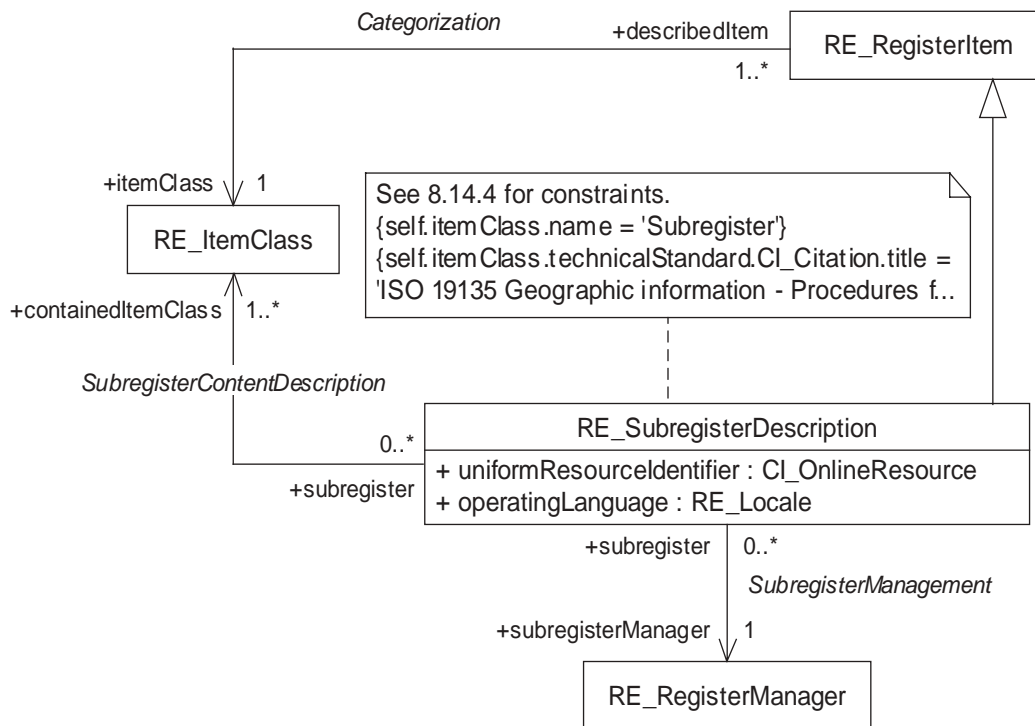 Categorization
+describedItem
RE_RegisterItem
1..*
+itemClass
1
RE_ItemClass
See 8.14.4 for constraints.
{self.itemClass.name = 'Subregister'}
{self.itemClass.technicalStandard.CI_Citation.title =
'ISO 19135 Geographic information - Procedures f...
+containedItemClass
1..*
SubregisterContentDescription
0..*
+subregister
RE_SubregisterDescription
+ uniformResourceIdentifier : CI_OnlineResource
+ operatingLanguage : RE_Locale
+subregister
0..*
SubregisterManagement
+subregisterManager
1
RE_RegisterManager